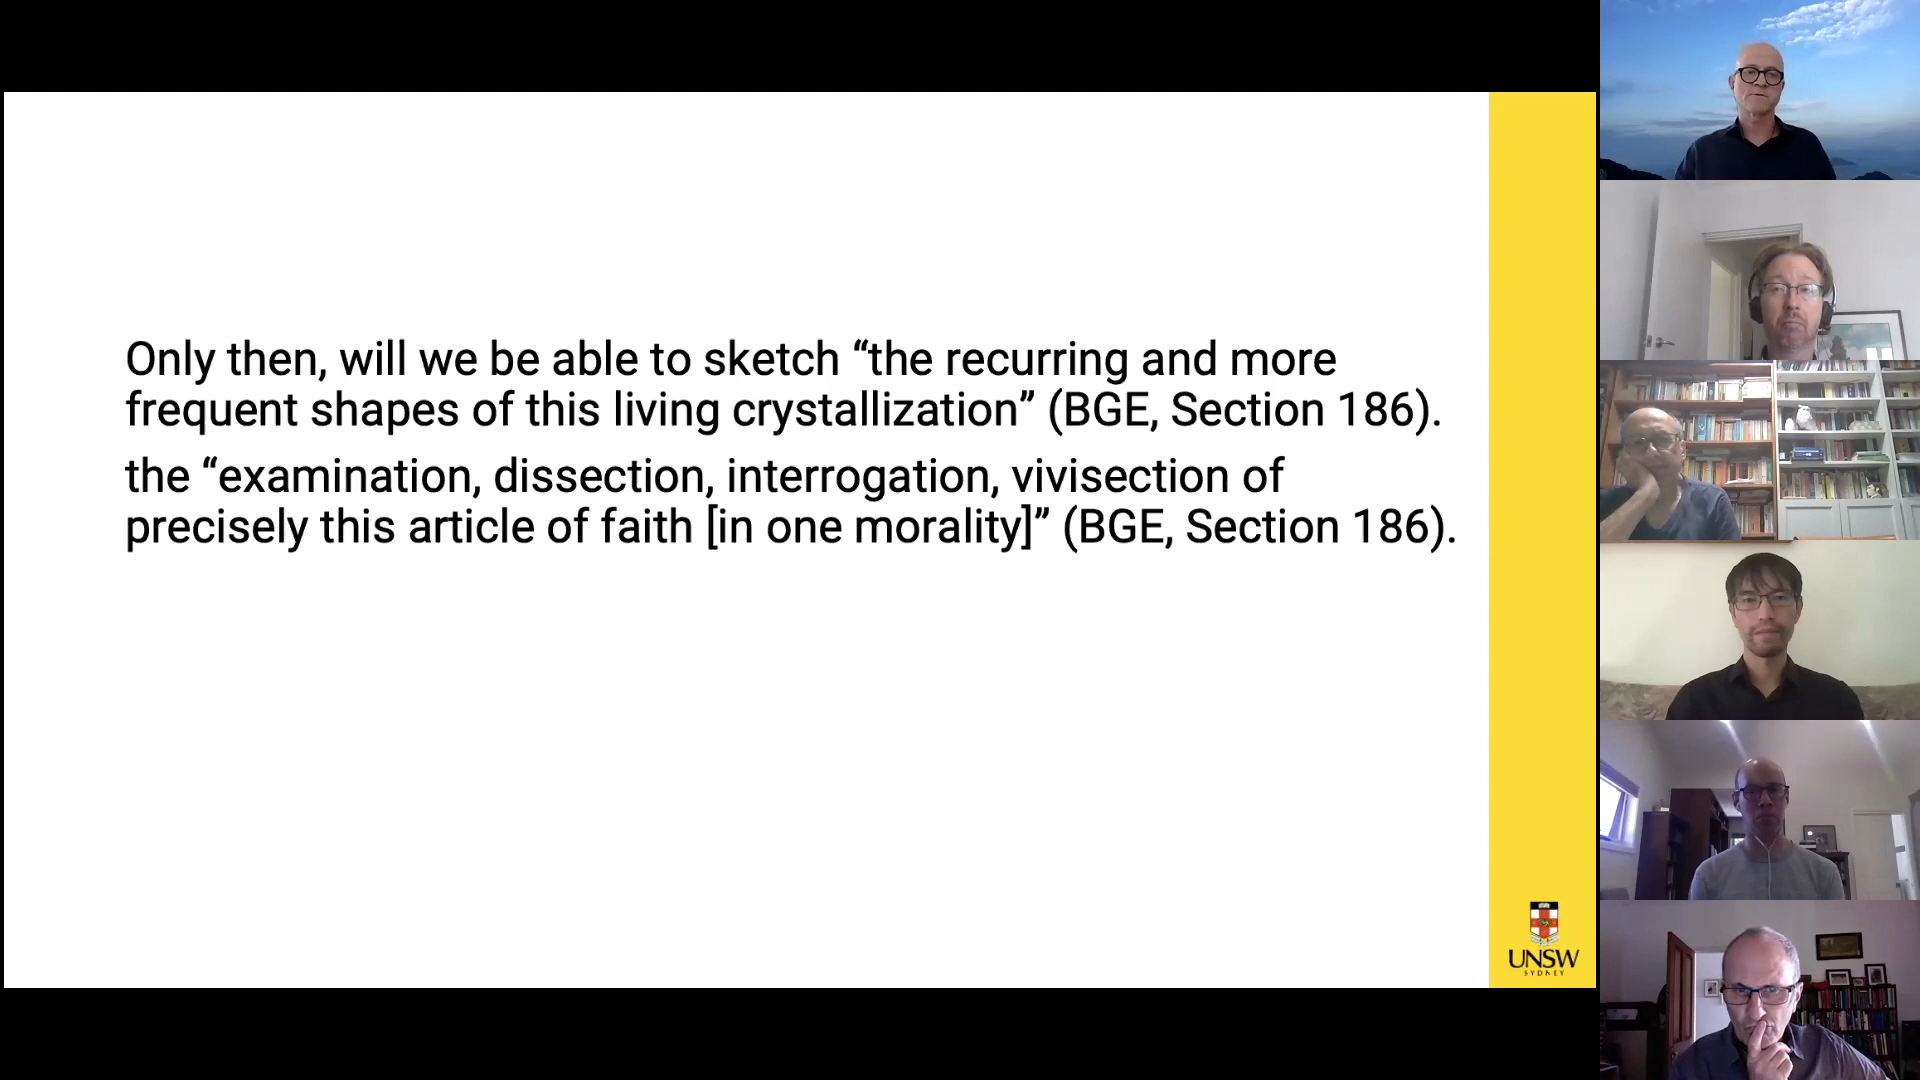 Only then, will we be able to sketch “the recurring and more
frequent shapes of this living crystallization” (BGE, Section 186).
the “examination, dissection, interrogation, vivisection of
precisely this article of faith [in one morality]” (BGE, Section 186).
UNSW
SYDNEY